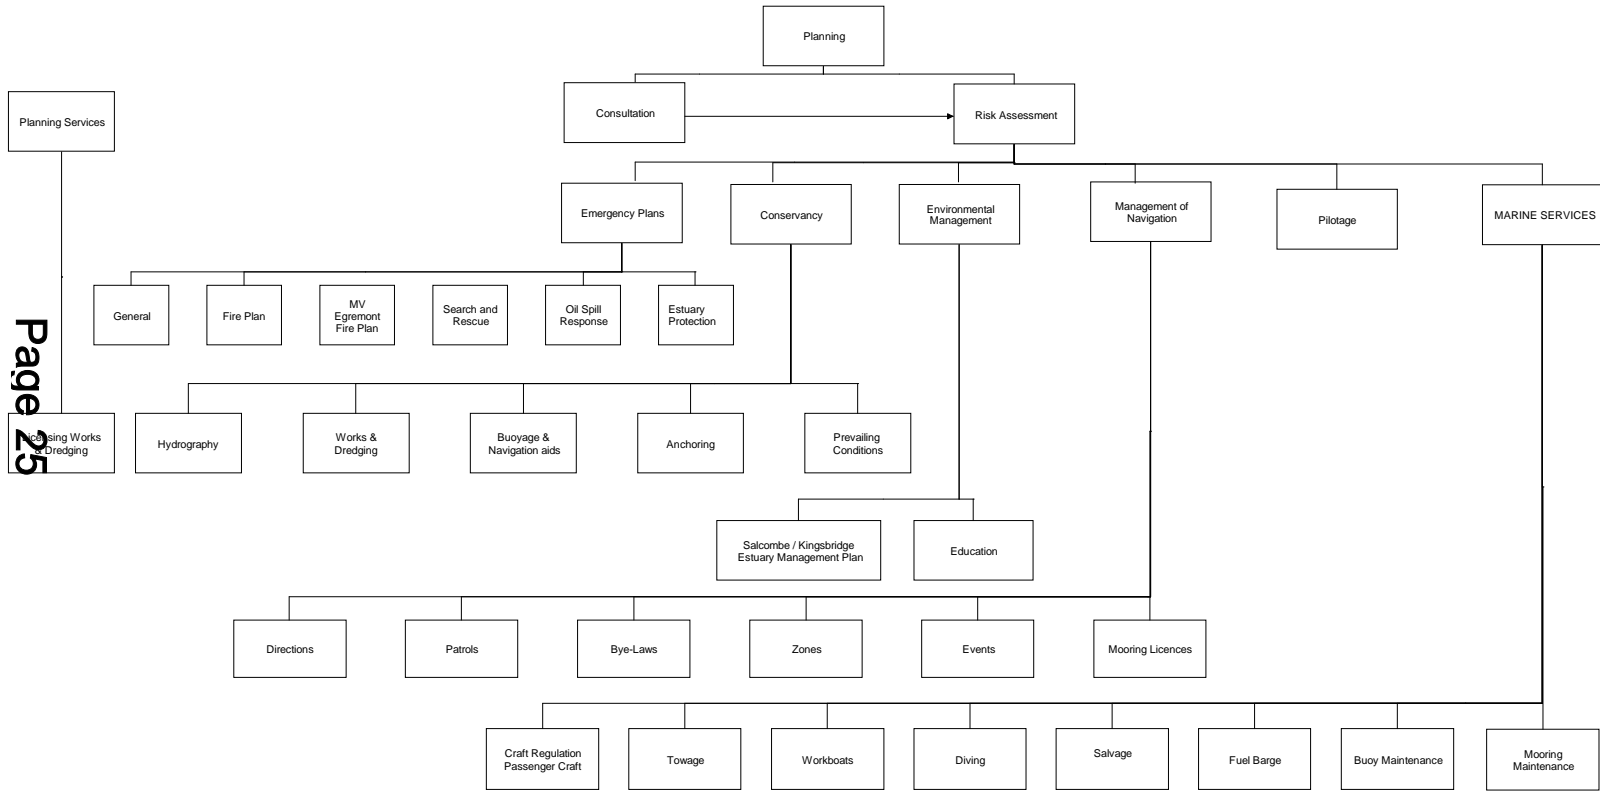 Planning
Planning Services
Consultation
Risk Assessment
Emergency Plans
Conservancy
Environmental
Management
Management of
Navigation
Pilotage
MARINE SERVICES
General
Fire Plan
MV
Egremont
Fire Plan
Search and
Rescue
Oil Spill
Response
Estuary
Protection
Page 25
Licensing Works
& Dredging
Hydrography
Works &
Dredging
Buoyage &
Navigation aids
Anchoring
Prevailing
Conditions
Salcombe / Kingsbridge
Estuary Management Plan
Education
Directions
Patrols
Bye-Laws
Zones
Events
Mooring Licences
Craft Regulation
Passenger Craft
Towage
Workboats
Diving
Salvage
Fuel Barge
Buoy Maintenance
Mooring
Maintenance